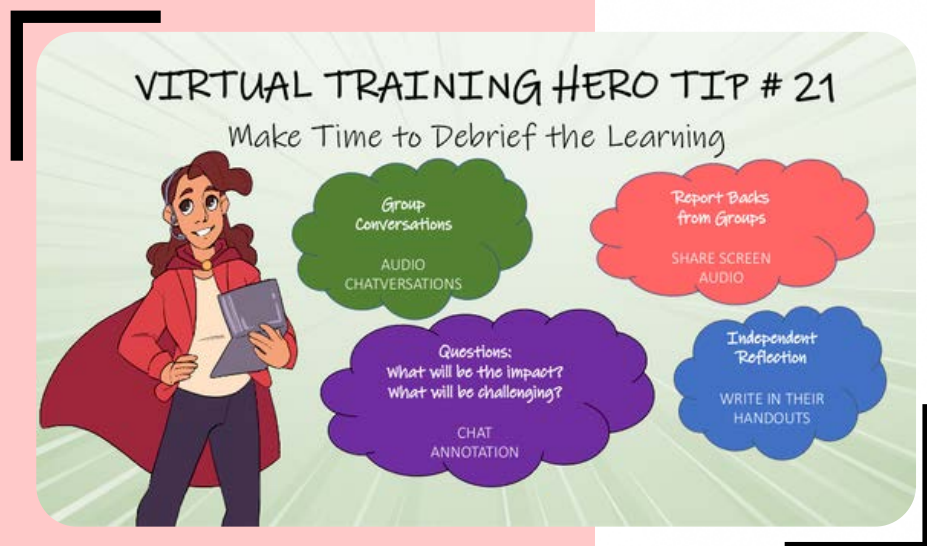 VIRTUAL TRAINING HERO TIP # 21
Make Time to Debrief the Learning
Group
Conversations
AUDIO
CHATVERSATIONS
Report Backs
from Groups
SHARE SCREEN
AUDIO
Questions:
What will be the impact?
What will be challenging?
CHAT
ANNOTATION
Independent
Reflection
WRITE IN THEIR
HANDOUTS